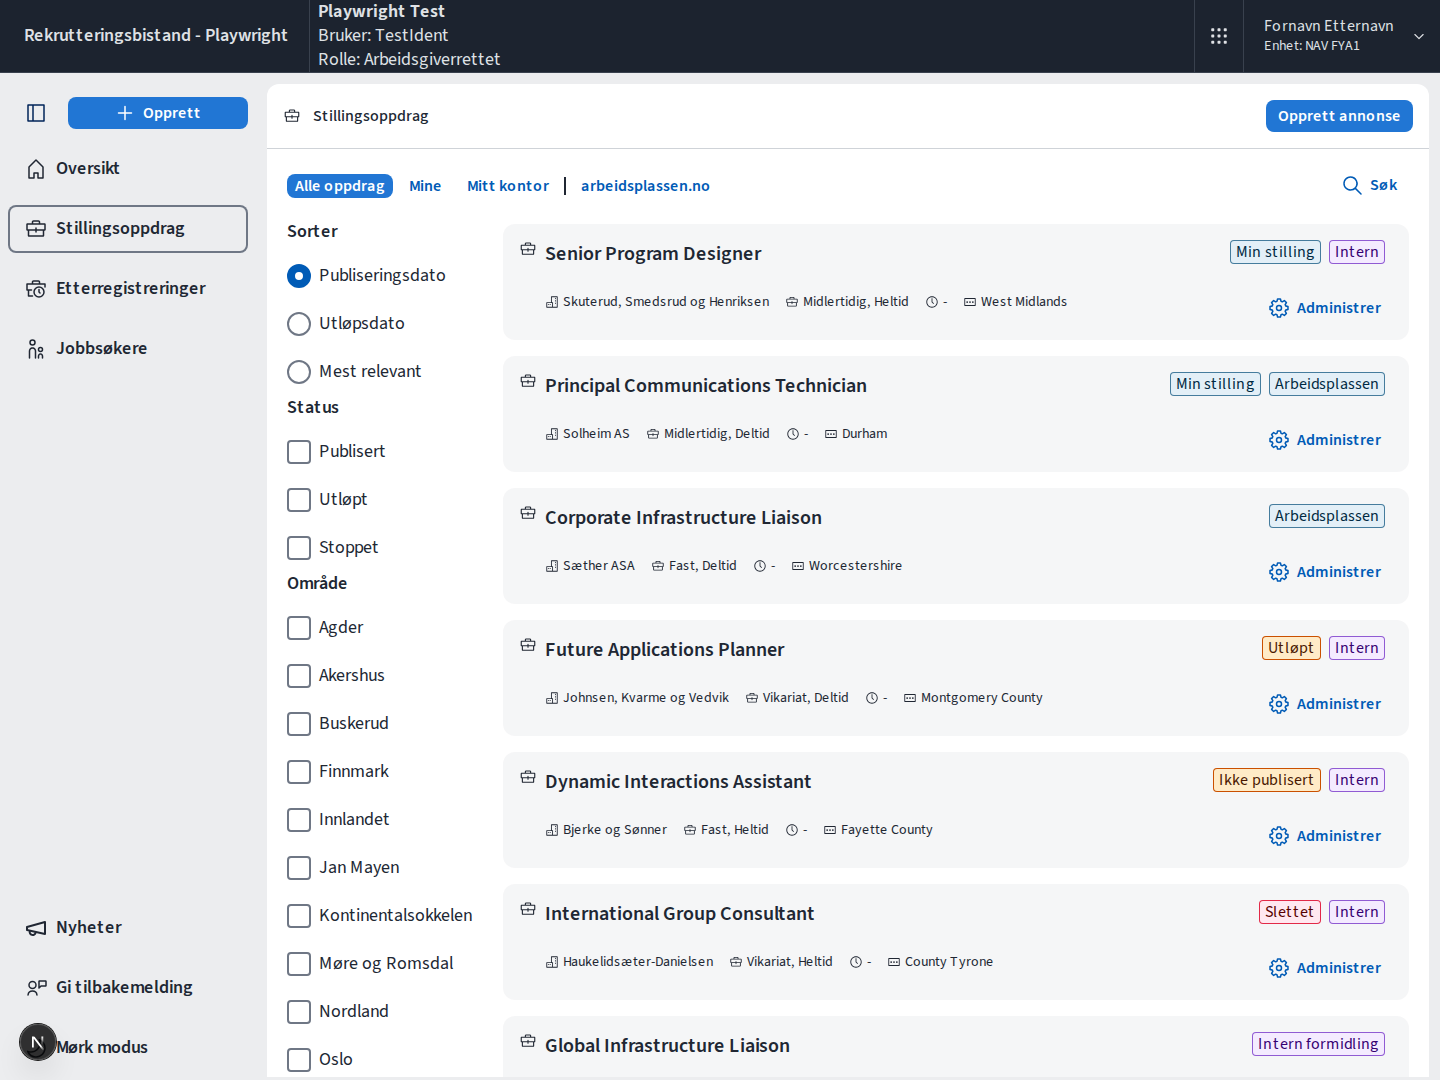 Rekrutteringsbistand - Playwright
Playwright Test
Bruker: TestIdent
Rolle: Arbeidsgiverrettet
Fornavn Etternavn
Enhet: NAV FYA1
Opprett
Oversikt
Stillingsoppdrag
Etterregistreringer
Jobbsøkere
Nyheter
Gi tilbakemelding
N
Mørk modus
Stillingsoppdrag
Opprett annonse
Alle oppdrag
Mine
Mitt kontor
arbeidsplassen.no
Søk
Sorter
Publiseringsdato
Utløpsdato
Mest relevant
Status
Publisert
Utløpt
Stoppet
Område
Agder
Akershus
Buskerud
Finnmark
Innlandet
Jan Mayen
Kontinentalsokkelen
Møre og Romsdal
Nordland
Oslo
Senior Program Designer
Min stilling
Intern
Skuterud, Smedsrud og Henriksen
Midlertidig, Heltid
-
West Midlands
Administrer
Principal Communications Technician
Min stilling
Arbeidsplassen
Solheim AS
Midlertidig, Deltid
-
Durham
Administrer
Corporate Infrastructure Liaison
Arbeidsplassen
Sæther ASA
Fast, Deltid
-
Worcestershire
Administrer
Future Applications Planner
Utløpt
Intern
Johnsen, Kvarme og Vedvik
Vikariat, Deltid
-
Montgomery County
Administrer
Dynamic Interactions Assistant
Ikke publisert
Intern
Bjerke og Sønner
Fast, Heltid
-
Fayette County
Administrer
International Group Consultant
Slettet
Intern
Haukelidsæter-Danielsen
Vikariat, Heltid
-
County Tyrone
Administrer
Global Infrastructure Liaison
Intern formidling